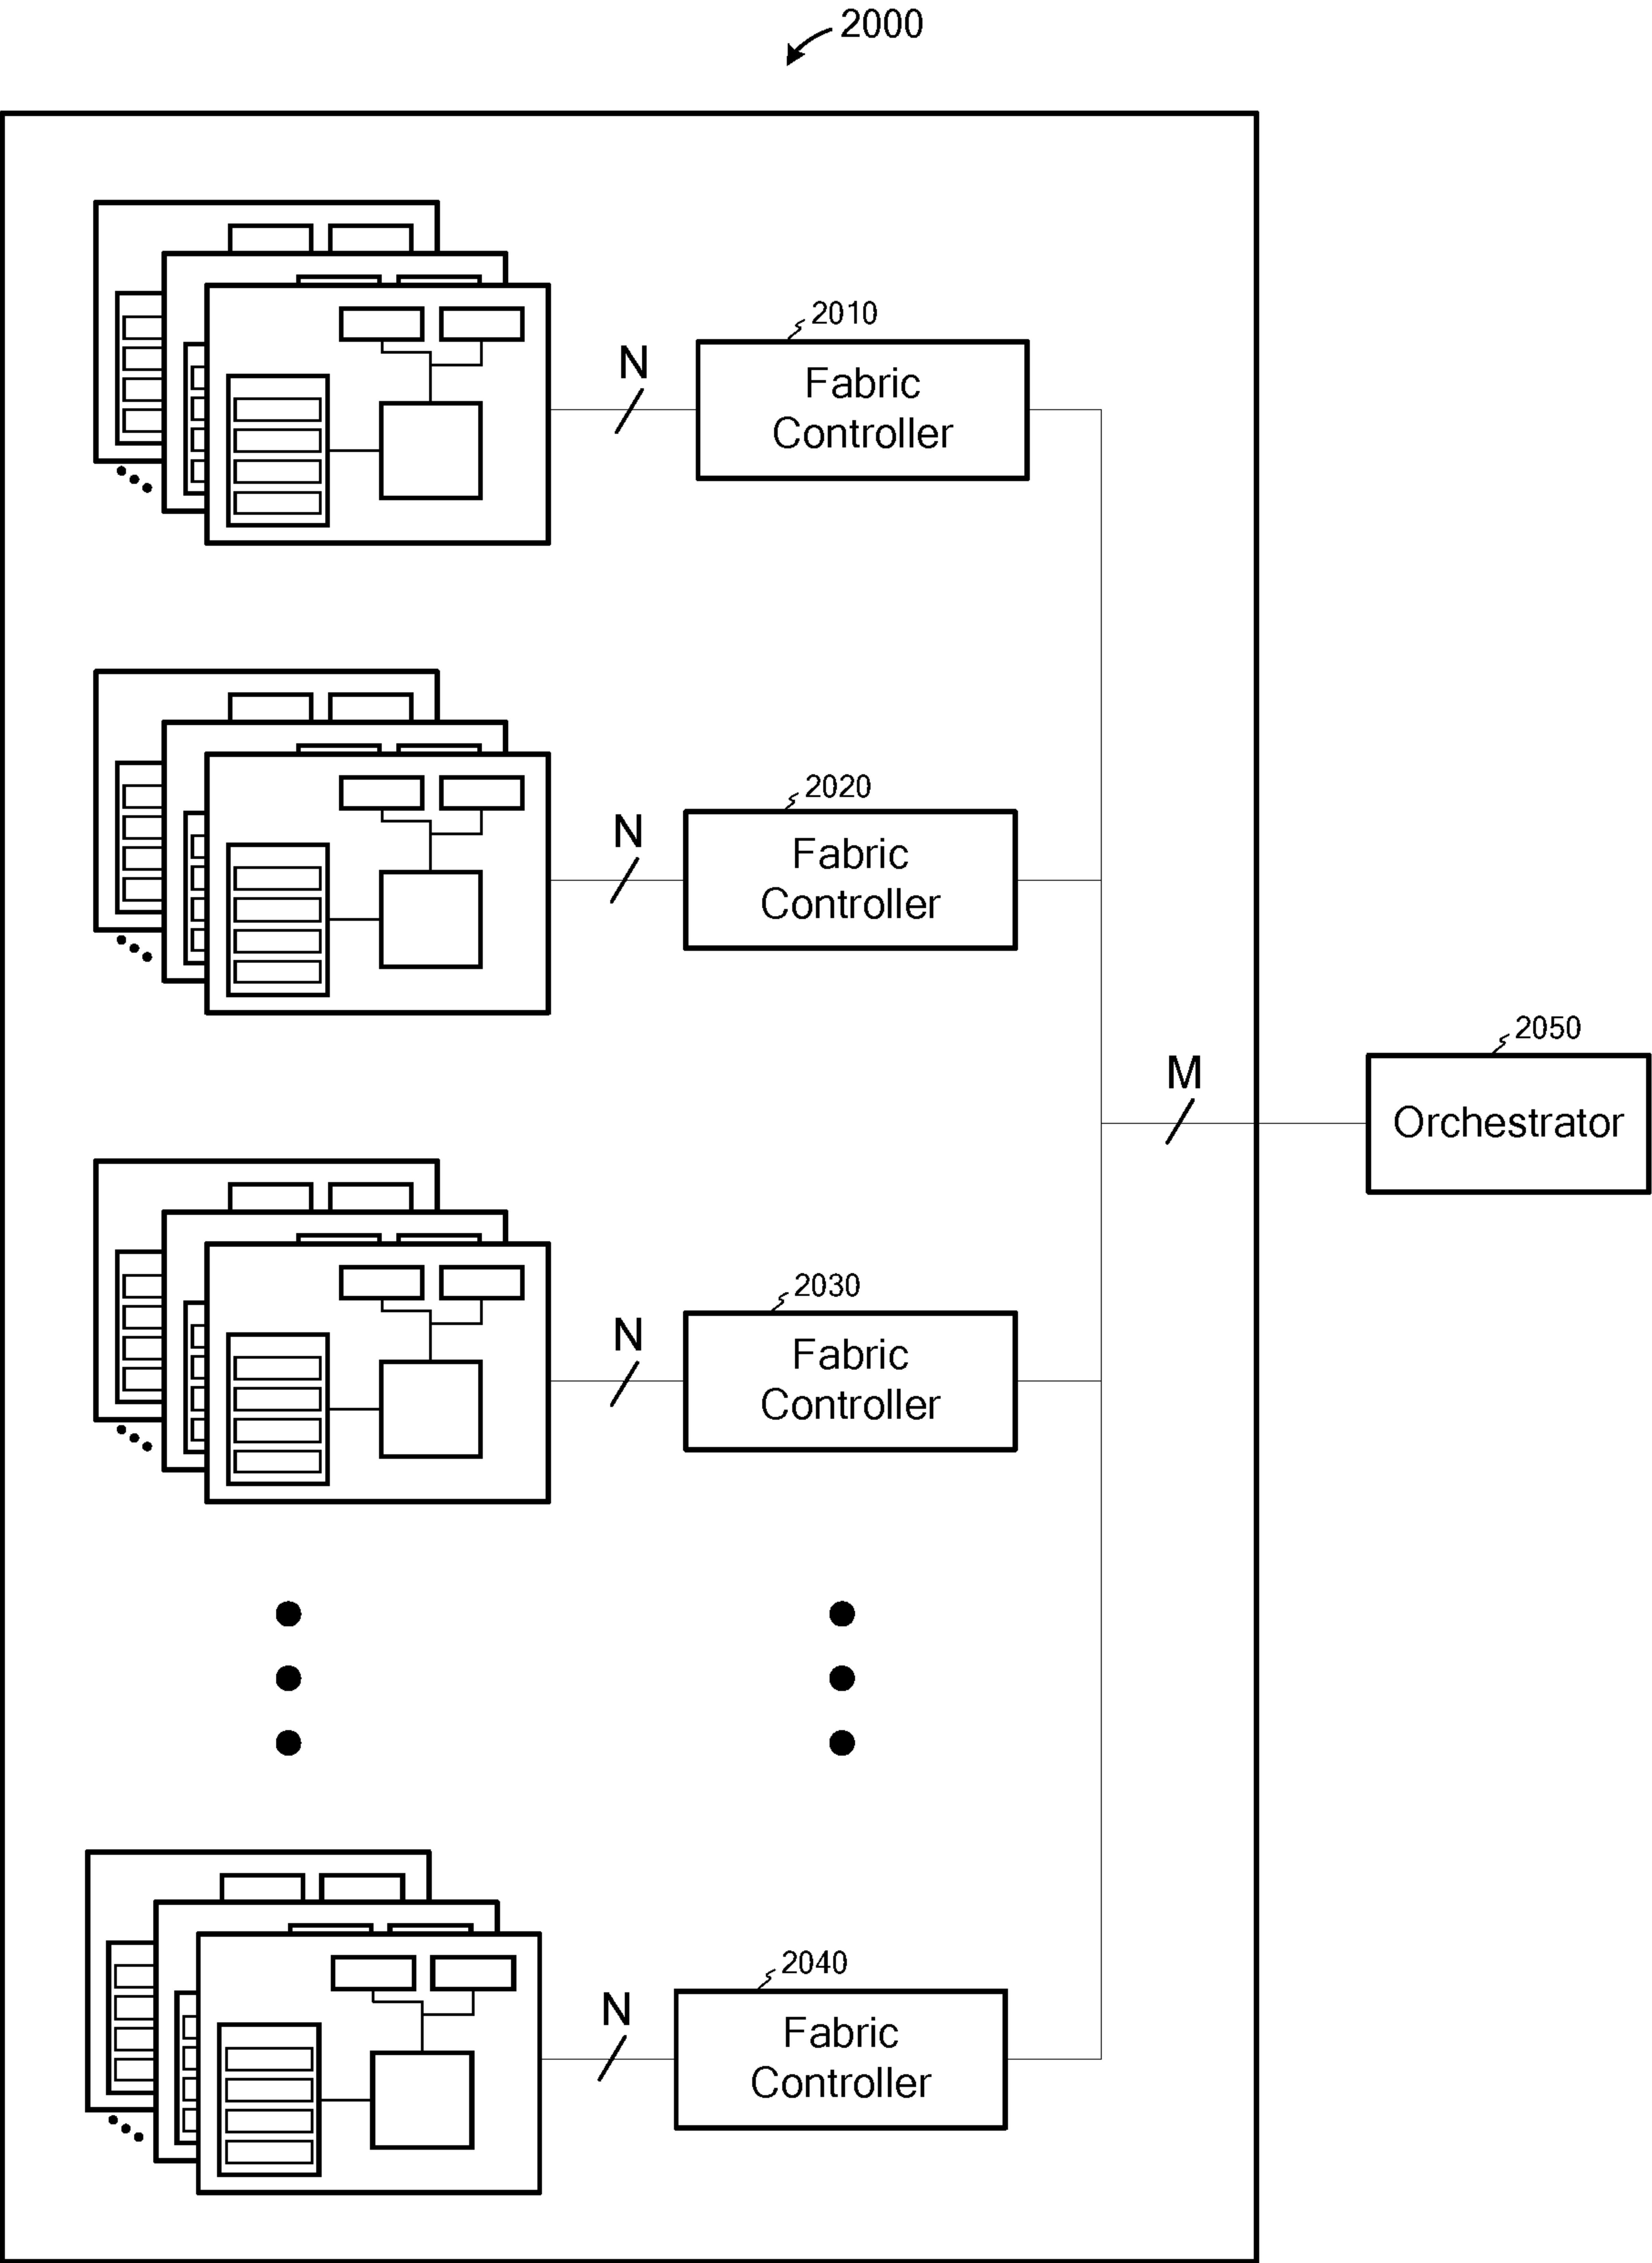 2000
2010
N
Fabric
Controller
2020
N
Fabric
Controller
2050
M
Orchestrator
2030
N
Fabric
Controller
2040
N
Fabric
Controller